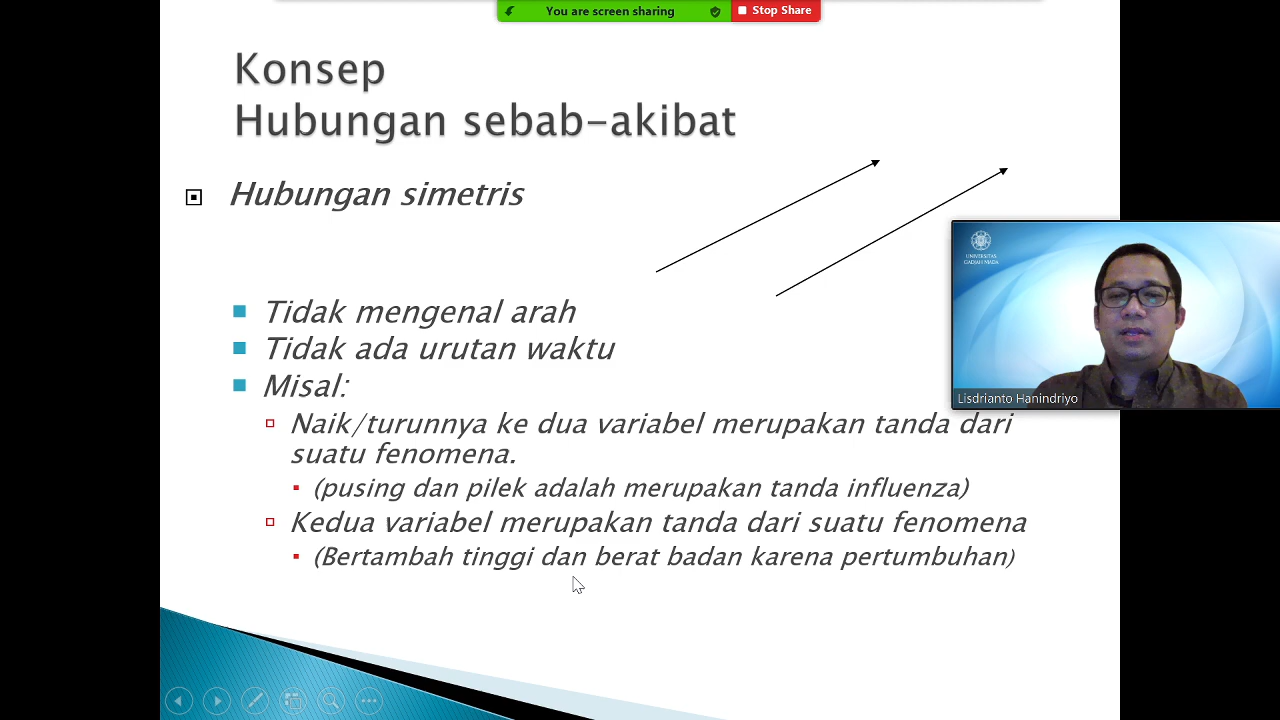 You are screen sharing
Stop Share
Konsep
Hubungan sebab-akibat
Hubungan simetris
UNIVERSITAS
GADJAH MADA
Tidak mengenal arah
Tidak ada urutan waktu
Misal:
Lisdrianto Hanindriyo
Naik/turunnya ke dua variabel merupakan tanda dari
suatu fenomena.
(pusing dan pilek adalah merupakan tanda influenza)
Kedua variabel merupakan tanda dari suatu fenomena
(Bertambah tinggi dan berat badan karena pertumbuhan)